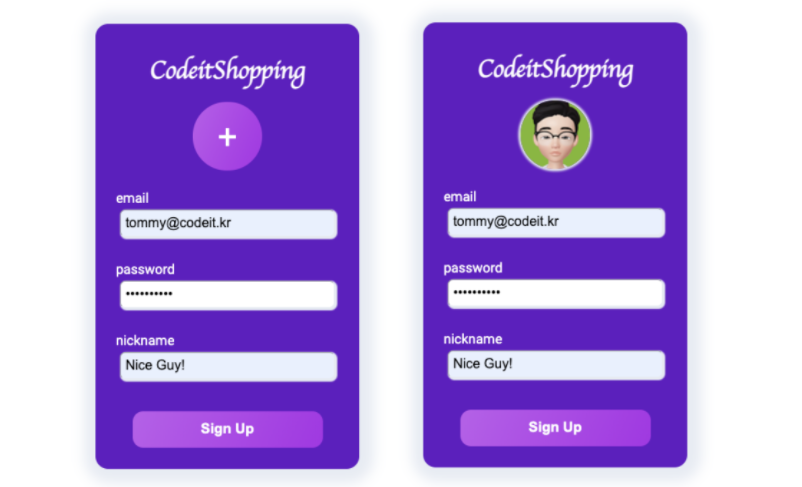 CodeitShopping
+
email
tommy@codeit.kr
password
••••••••••
nickname
Nice Guy!
Sign Up
CodeitShopping
email
tommy@codeit.kr
password
••••••••••
nickname
Nice Guy!
Sign Up